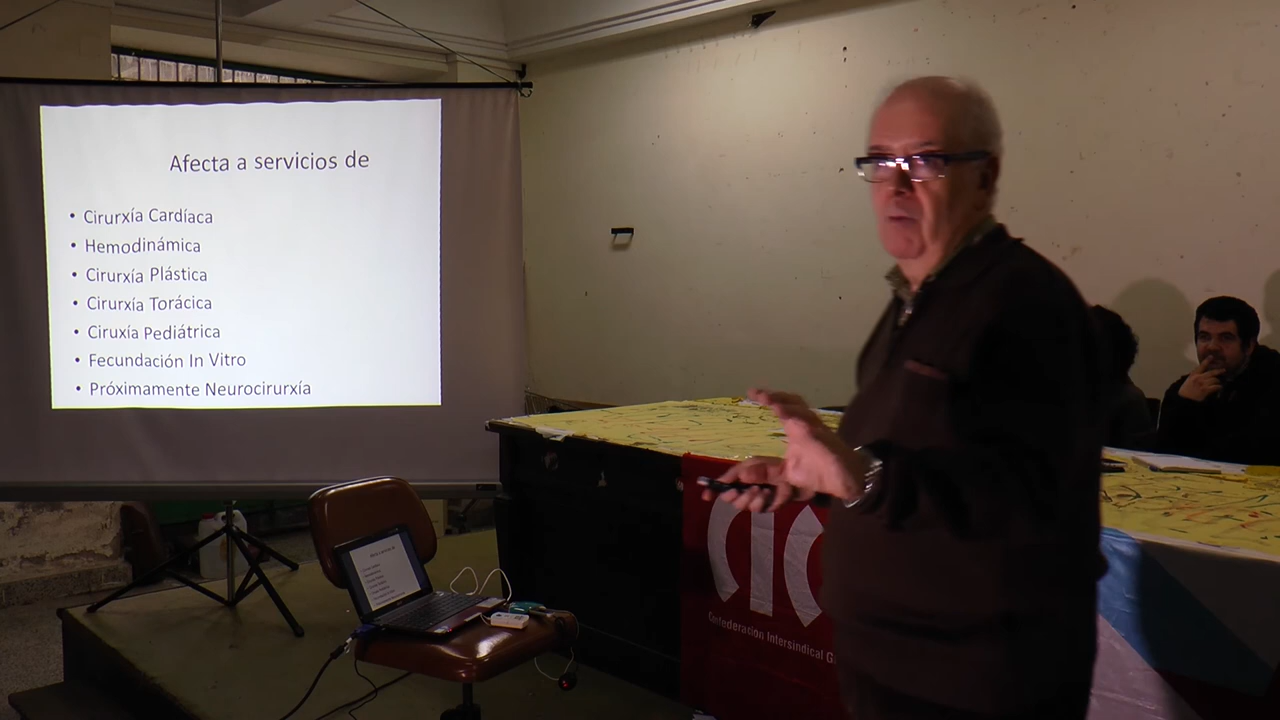 Afecta a servicios de
• Cirurxía Cardíaca
• Hemodinámica
• Cirurxía Plástica
• Cirurxía Torácica
• Ciruxía Pediátrica
• Fecundación In Vitro
• Próximamente Neurocirurxía
CIG
Confederación Intersindical G